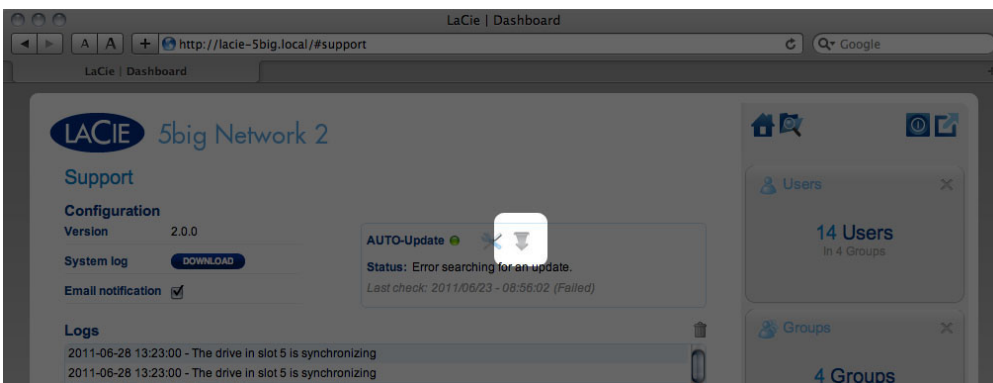 LaCie | Dashboard
A A + http://lacie-5big.local/#support Google
LaCie | Dashboard
LACIE 5big Network 2
Support
Configuration
Version 2.0.0
System log DOWNLOAD
Email notification
AUTO-Update
Status: Error searching for an update.
Last check: 2011/06/23 - 08:56:02 (Failed)
Logs
2011-06-28 13:23:00 - The drive in slot 5 is synchronizing
2011-06-28 13:23:00 - The drive in slot 5 is synchronizing
Users
14 Users
In 4 Groups
Groups
4 Groups